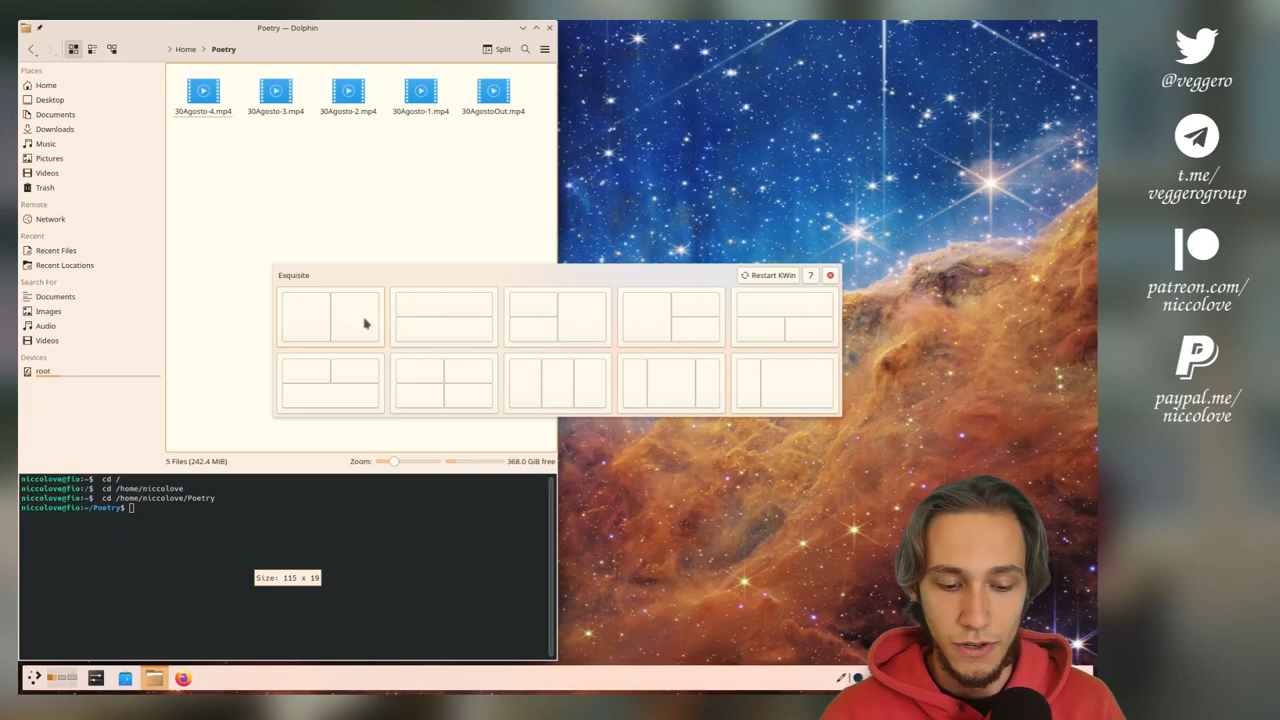 Poetry — Dolphin
Home
Poetry
Split
Places
Home
Desktop
Documents
Downloads
Music
Pictures
Videos
Trash
Remote
Network
Recent
Recent Files
Recent Locations
Search For
Documents
Images
Audio
Videos
Devices
root
30Agosto-4.mp4
30Agosto-3.mp4
30Agosto-2.mp4
30Agosto-1.mp4
30AgostoOut.mp4
Exquisite
Restart KWin
?
5 Files (242.4 MiB)
Zoom:
368.0 GiB free
niccolove@fio:~$ cd /
niccolove@fio:/$ cd /home/niccolove
niccolove@fio:~$ cd /home/niccolove/Poetry
niccolove@fio:~/Poetry$
Size: 115 x 19
@veggero
t.me/
veggerogroup
patreon.com/
niccolove
paypal.me/
niccolove